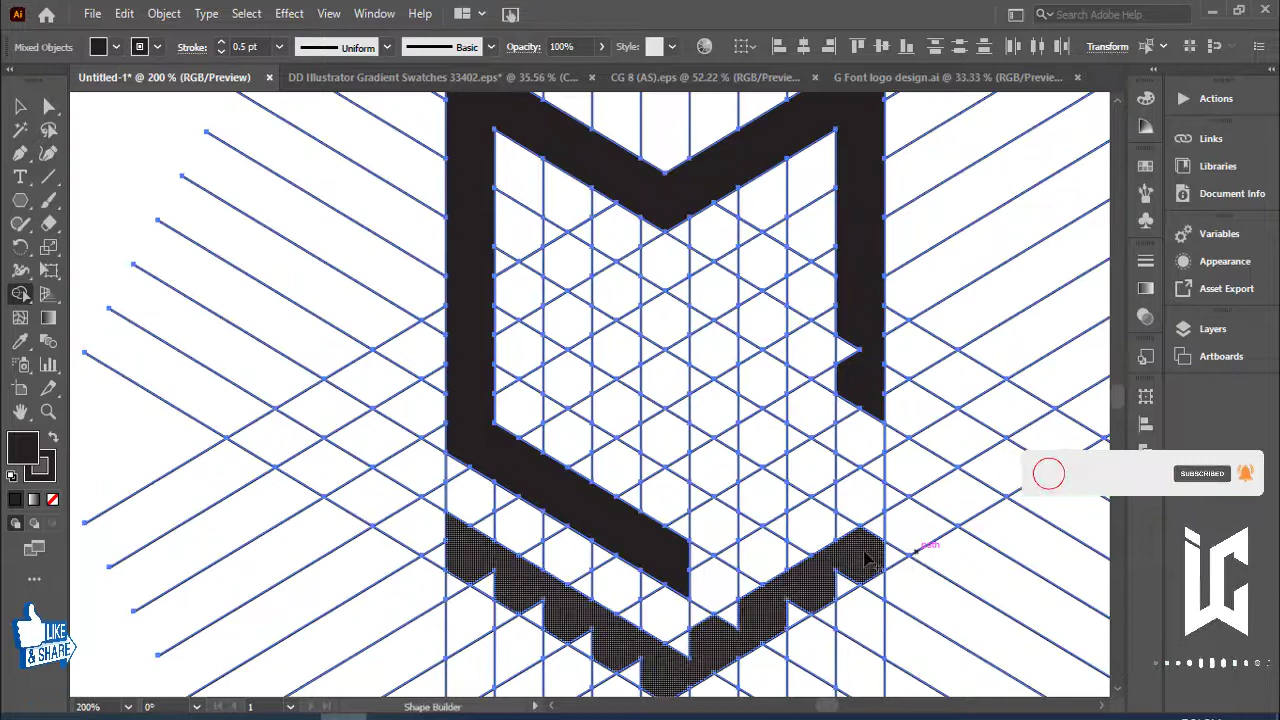 Ai File Edit Object Type Select Effect View Window Help Search Adobe Help
Mixed Objects Stroke: 0.5 pt Uniform Basic Opacity: 100% Style: Transform
Untitled-1* @ 200 % (RGB/Preview) × DD Illustrator Gradient Swatches 33402.eps* @ 35.56 % (C... × CG 8 (AS).eps @ 52.22 % (RGB/Previe... × G Font logo design.ai @ 33.33 % (RGB/Previe... ×
Actions
Links
Libraries
Document Info
Variables
Appearance
Asset Export
Layers
Artboards
SUBSCRIBED
path
LIKE
& SHARE
200% 0° 1 Shape Builder